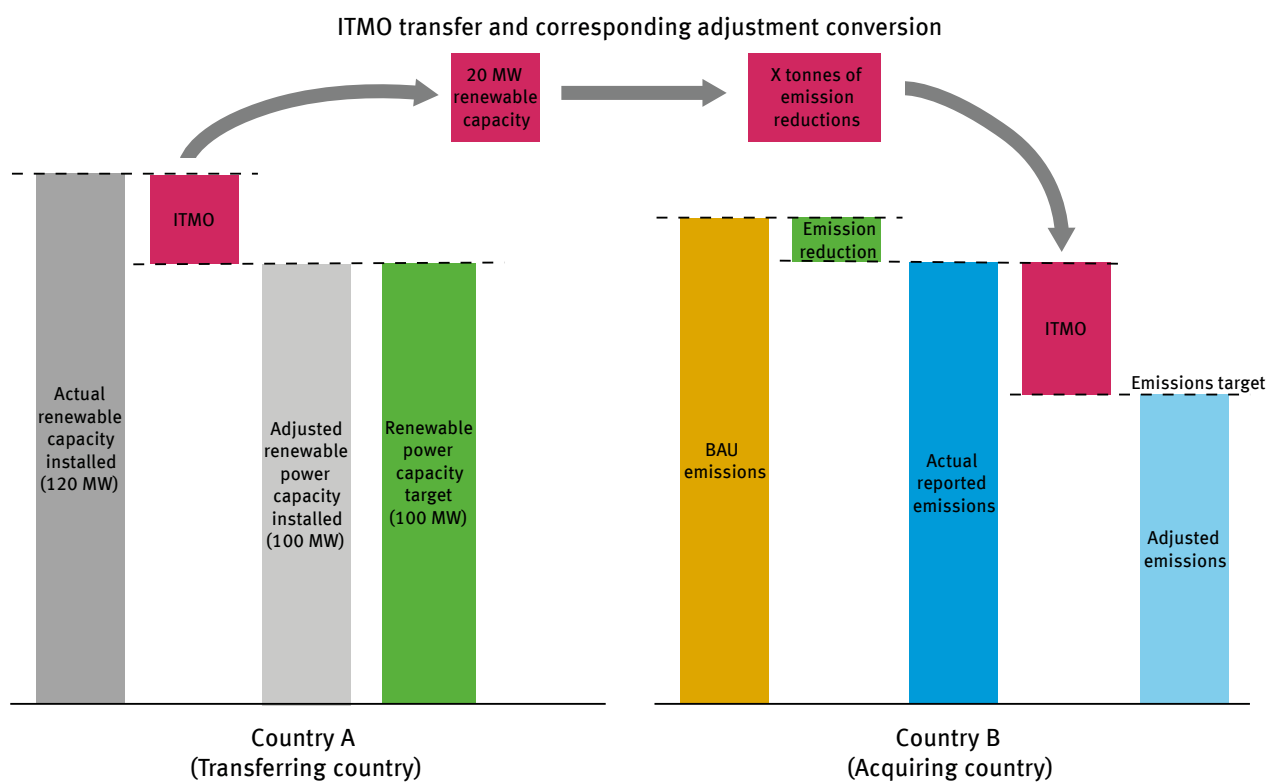 ITMO transfer and corresponding adjustment conversion
20 MW
renewable
capacity
X tonnes of
emission
reductions
ITMO
Actual
renewable
capacity
installed
(120 MW)
Adjusted
renewable
power
capacity
installed
(100 MW)
Renewable
power
capacity
target
(100 MW)
Emission
reduction
BAU
emissions
Actual
reported
emissions
ITMO
Emissions target
Adjusted
emissions
Country A
(Transferring country)
Country B
(Acquiring country)